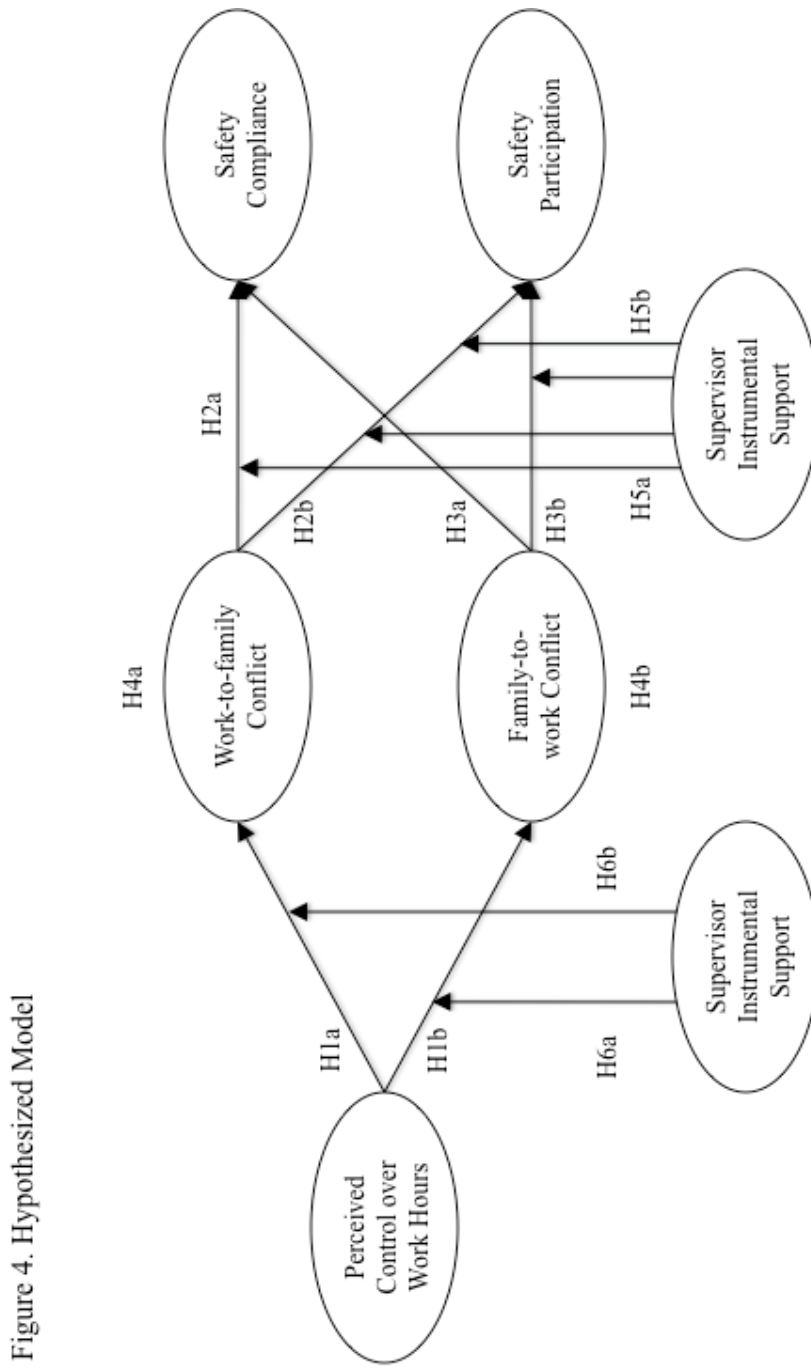 Figure 4. Hypothesized Model
Perceived
Control over
Work Hours
H1a
H1b
H6a
H6b
Supervisor
Instrumental
Support
H4a
Work-to-family
Conflict
Family-to-
work Conflict
H4b
H2a
H2b
H3a
H3b
H5a
H5b
Supervisor
Instrumental
Support
Safety
Compliance
Safety
Participation